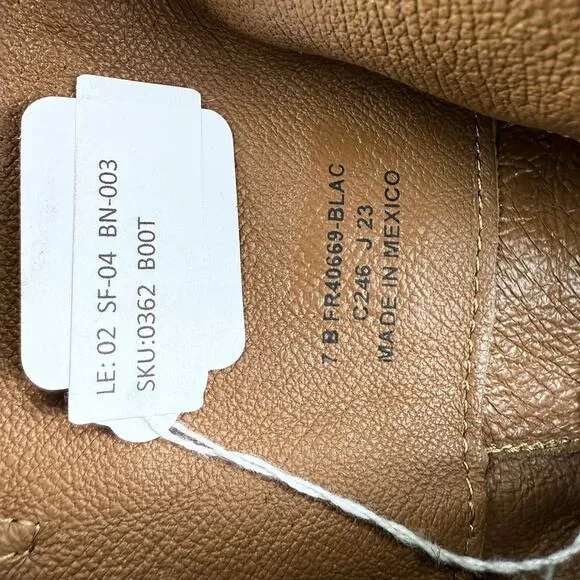 LE: 02 SF-04 BN-003
SKU:0362 BOOT
7 B FR40669-BLAC
C246 J 23
MADE IN MEXICO